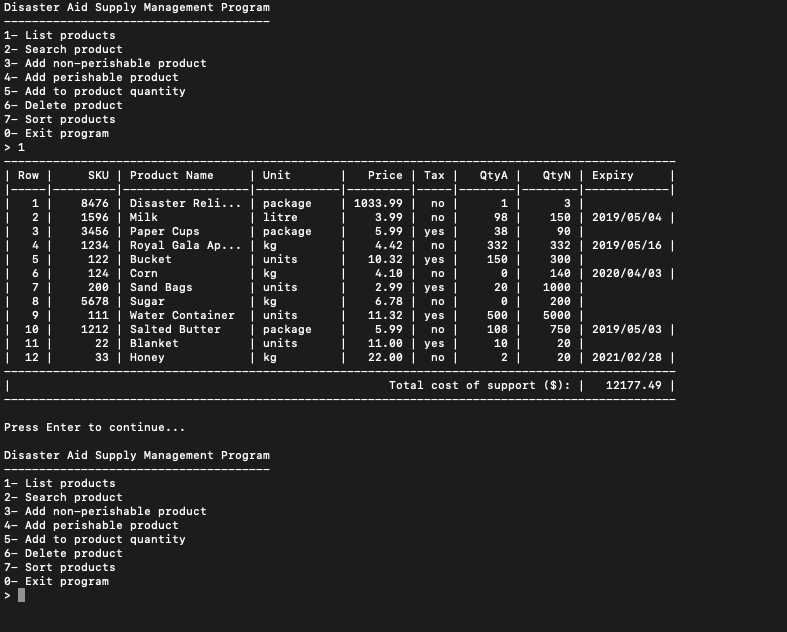 Disaster Aid Supply Management Program
--------------------------------------
1- List products
2- Search product
3- Add non-perishable product
4- Add perishable product
5- Add to product quantity
6- Delete product
7- Sort products
0- Exit program
> 1
------------------------------------------------------------------------------------------------
| Row |     SKU | Product Name     | Unit       |   Price | Tax |   QtyA |   QtyN | Expiry     |
|-----|---------|------------------|------------|---------|-----|--------|--------|------------|
|   1 |    8476 | Disaster Reli... | package    | 1033.99 |  no |      1 |      3 |
|   2 |    1596 | Milk             | litre      |    3.99 |  no |     98 |    150 | 2019/05/04 |
|   3 |    3456 | Paper Cups       | package    |    5.99 | yes |     38 |     90 |
|   4 |    1234 | Royal Gala Ap... | kg         |    4.42 |  no |    332 |    332 | 2019/05/16 |
|   5 |     122 | Bucket           | units      |   10.32 | yes |    150 |    300 |
|   6 |     124 | Corn             | kg         |    4.10 |  no |      0 |    140 | 2020/04/03 |
|   7 |     200 | Sand Bags        | units      |    2.99 | yes |     20 |   1000 |
|   8 |    5678 | Sugar            | kg         |    6.78 |  no |      0 |    200 |
|   9 |     111 | Water Container  | units      |   11.32 | yes |    500 |   5000 |
|  10 |    1212 | Salted Butter    | package    |    5.99 |  no |    108 |    750 | 2019/05/03 |
|  11 |      22 | Blanket          | units      |   11.00 | yes |     10 |     20 |
|  12 |      33 | Honey            | kg         |   22.00 |  no |      2 |     20 | 2021/02/28 |
------------------------------------------------------------------------------------------------
|                                                      Total cost of support ($): |   12177.49 |
------------------------------------------------------------------------------------------------
Press Enter to continue...
Disaster Aid Supply Management Program
--------------------------------------
1- List products
2- Search product
3- Add non-perishable product
4- Add perishable product
5- Add to product quantity
6- Delete product
7- Sort products
0- Exit program
>